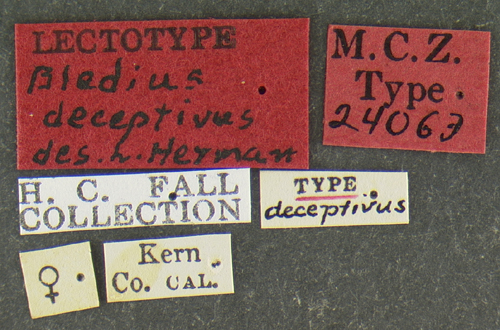 LECTOTYPE
Bledius
deceptivus
des. L. Herman
M.C.Z.
Type
24063
H. C. FALL
COLLECTION
TYPE
deceptivus
♀
Kern
Co. CAL.